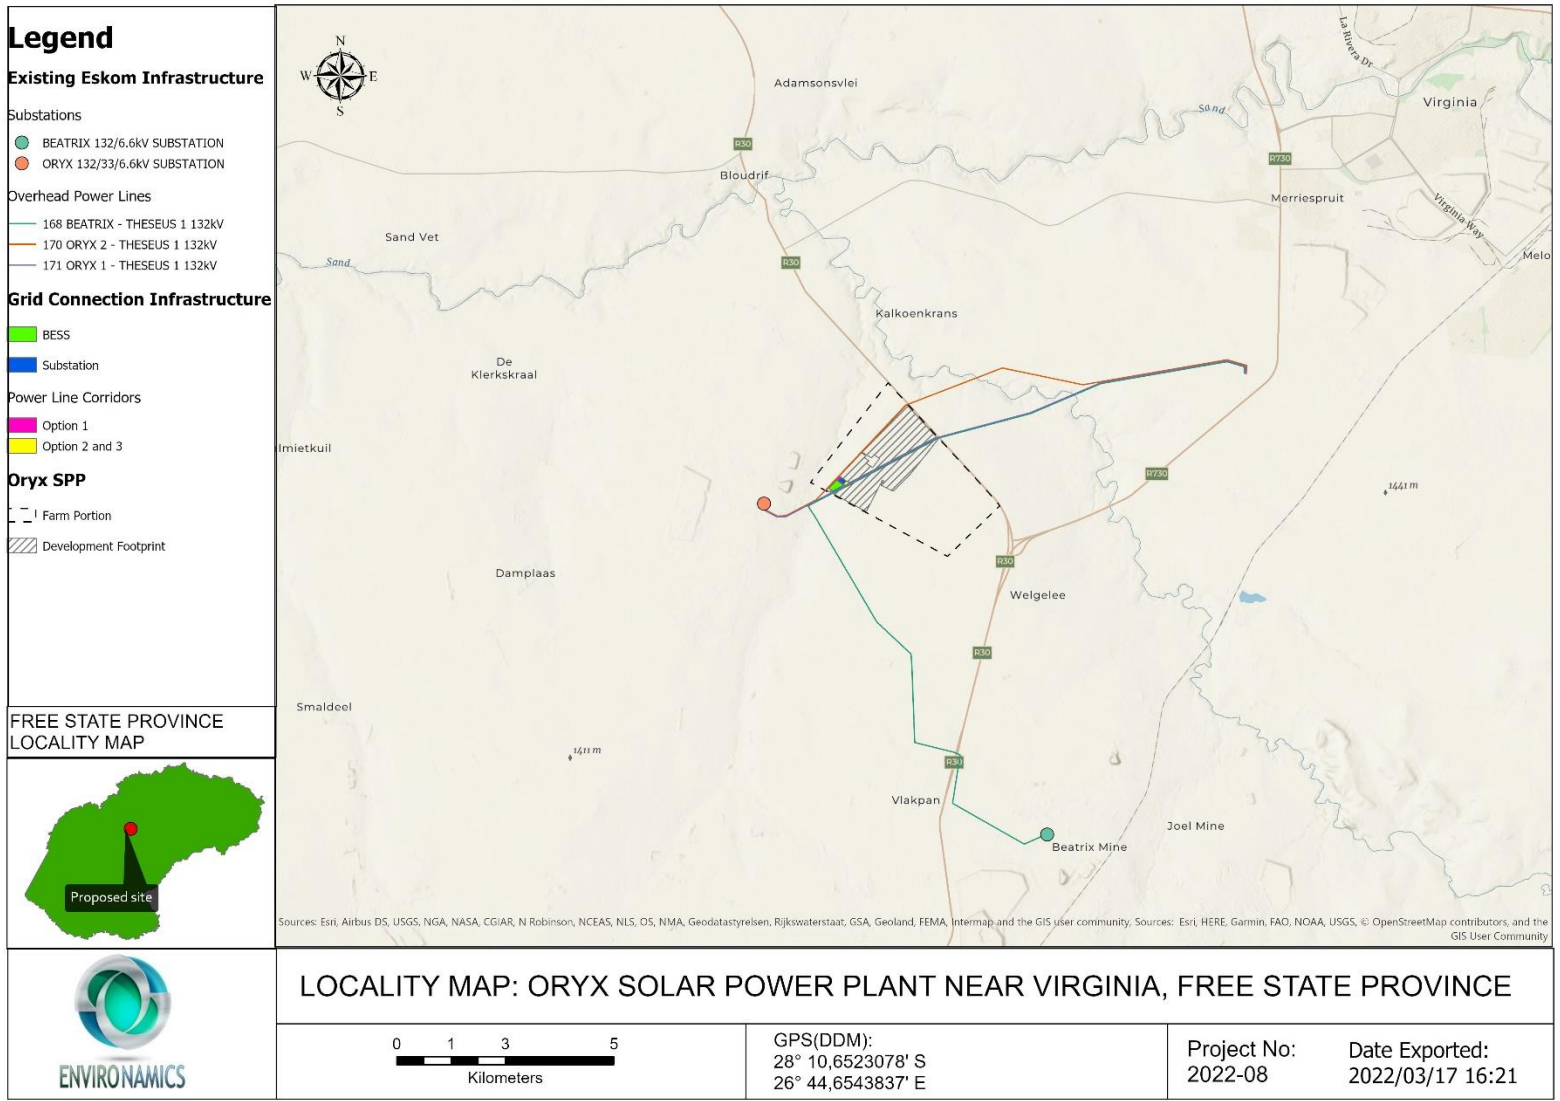 Legend
Existing Eskom Infrastructure
Substations
BEATRIX 132/6.6kV SUBSTATION
ORYX 132/33/6.6kV SUBSTATION
Overhead Power Lines
168 BEATRIX - THESEUS 1 132kV
170 ORYX 2 - THESEUS 1 132kV
171 ORYX 1 - THESEUS 1 132kV
Grid Connection Infrastructure
BESS
Substation
Power Line Corridors
Option 1
Option 2 and 3
Oryx SPP
Farm Portion
Development Footprint
FREE STATE PROVINCE
LOCALITY MAP
Proposed site
ENVIRONAMICS
N
W
E
S
Adamsonsvlei
La Rivera Dr
Virginia
Sand
R30
R730
Bloudrif
Merriespruit
Virginia Way
Sand Vet
Sand
R30
Melo
Kalkoenkrans
De
Klerkskraal
lmietkuil
R730
1441 m
R30
Damplaas
Welgelee
R30
Smaldeel
1411 m
R30
Vlakpan
Joel Mine
Beatrix Mine
Sources: Esri, Airbus DS, USGS, NGA, NASA, CGIAR, N Robinson, NCEAS, NLS, OS, NMA, Geodatastyrelsen, Rijkswaterstaat, GSA, Geoland, FEMA, Intermap and the GIS user community, Sources: Esri, HERE, Garmin, FAO, NOAA, USGS, © OpenStreetMap contributors, and the
GIS User Community
LOCALITY MAP: ORYX SOLAR POWER PLANT NEAR VIRGINIA, FREE STATE PROVINCE
0 1 3 5
Kilometers
GPS(DDM):
28° 10,6523078' S
26° 44,6543837' E
Project No:
2022-08
Date Exported:
2022/03/17 16:21